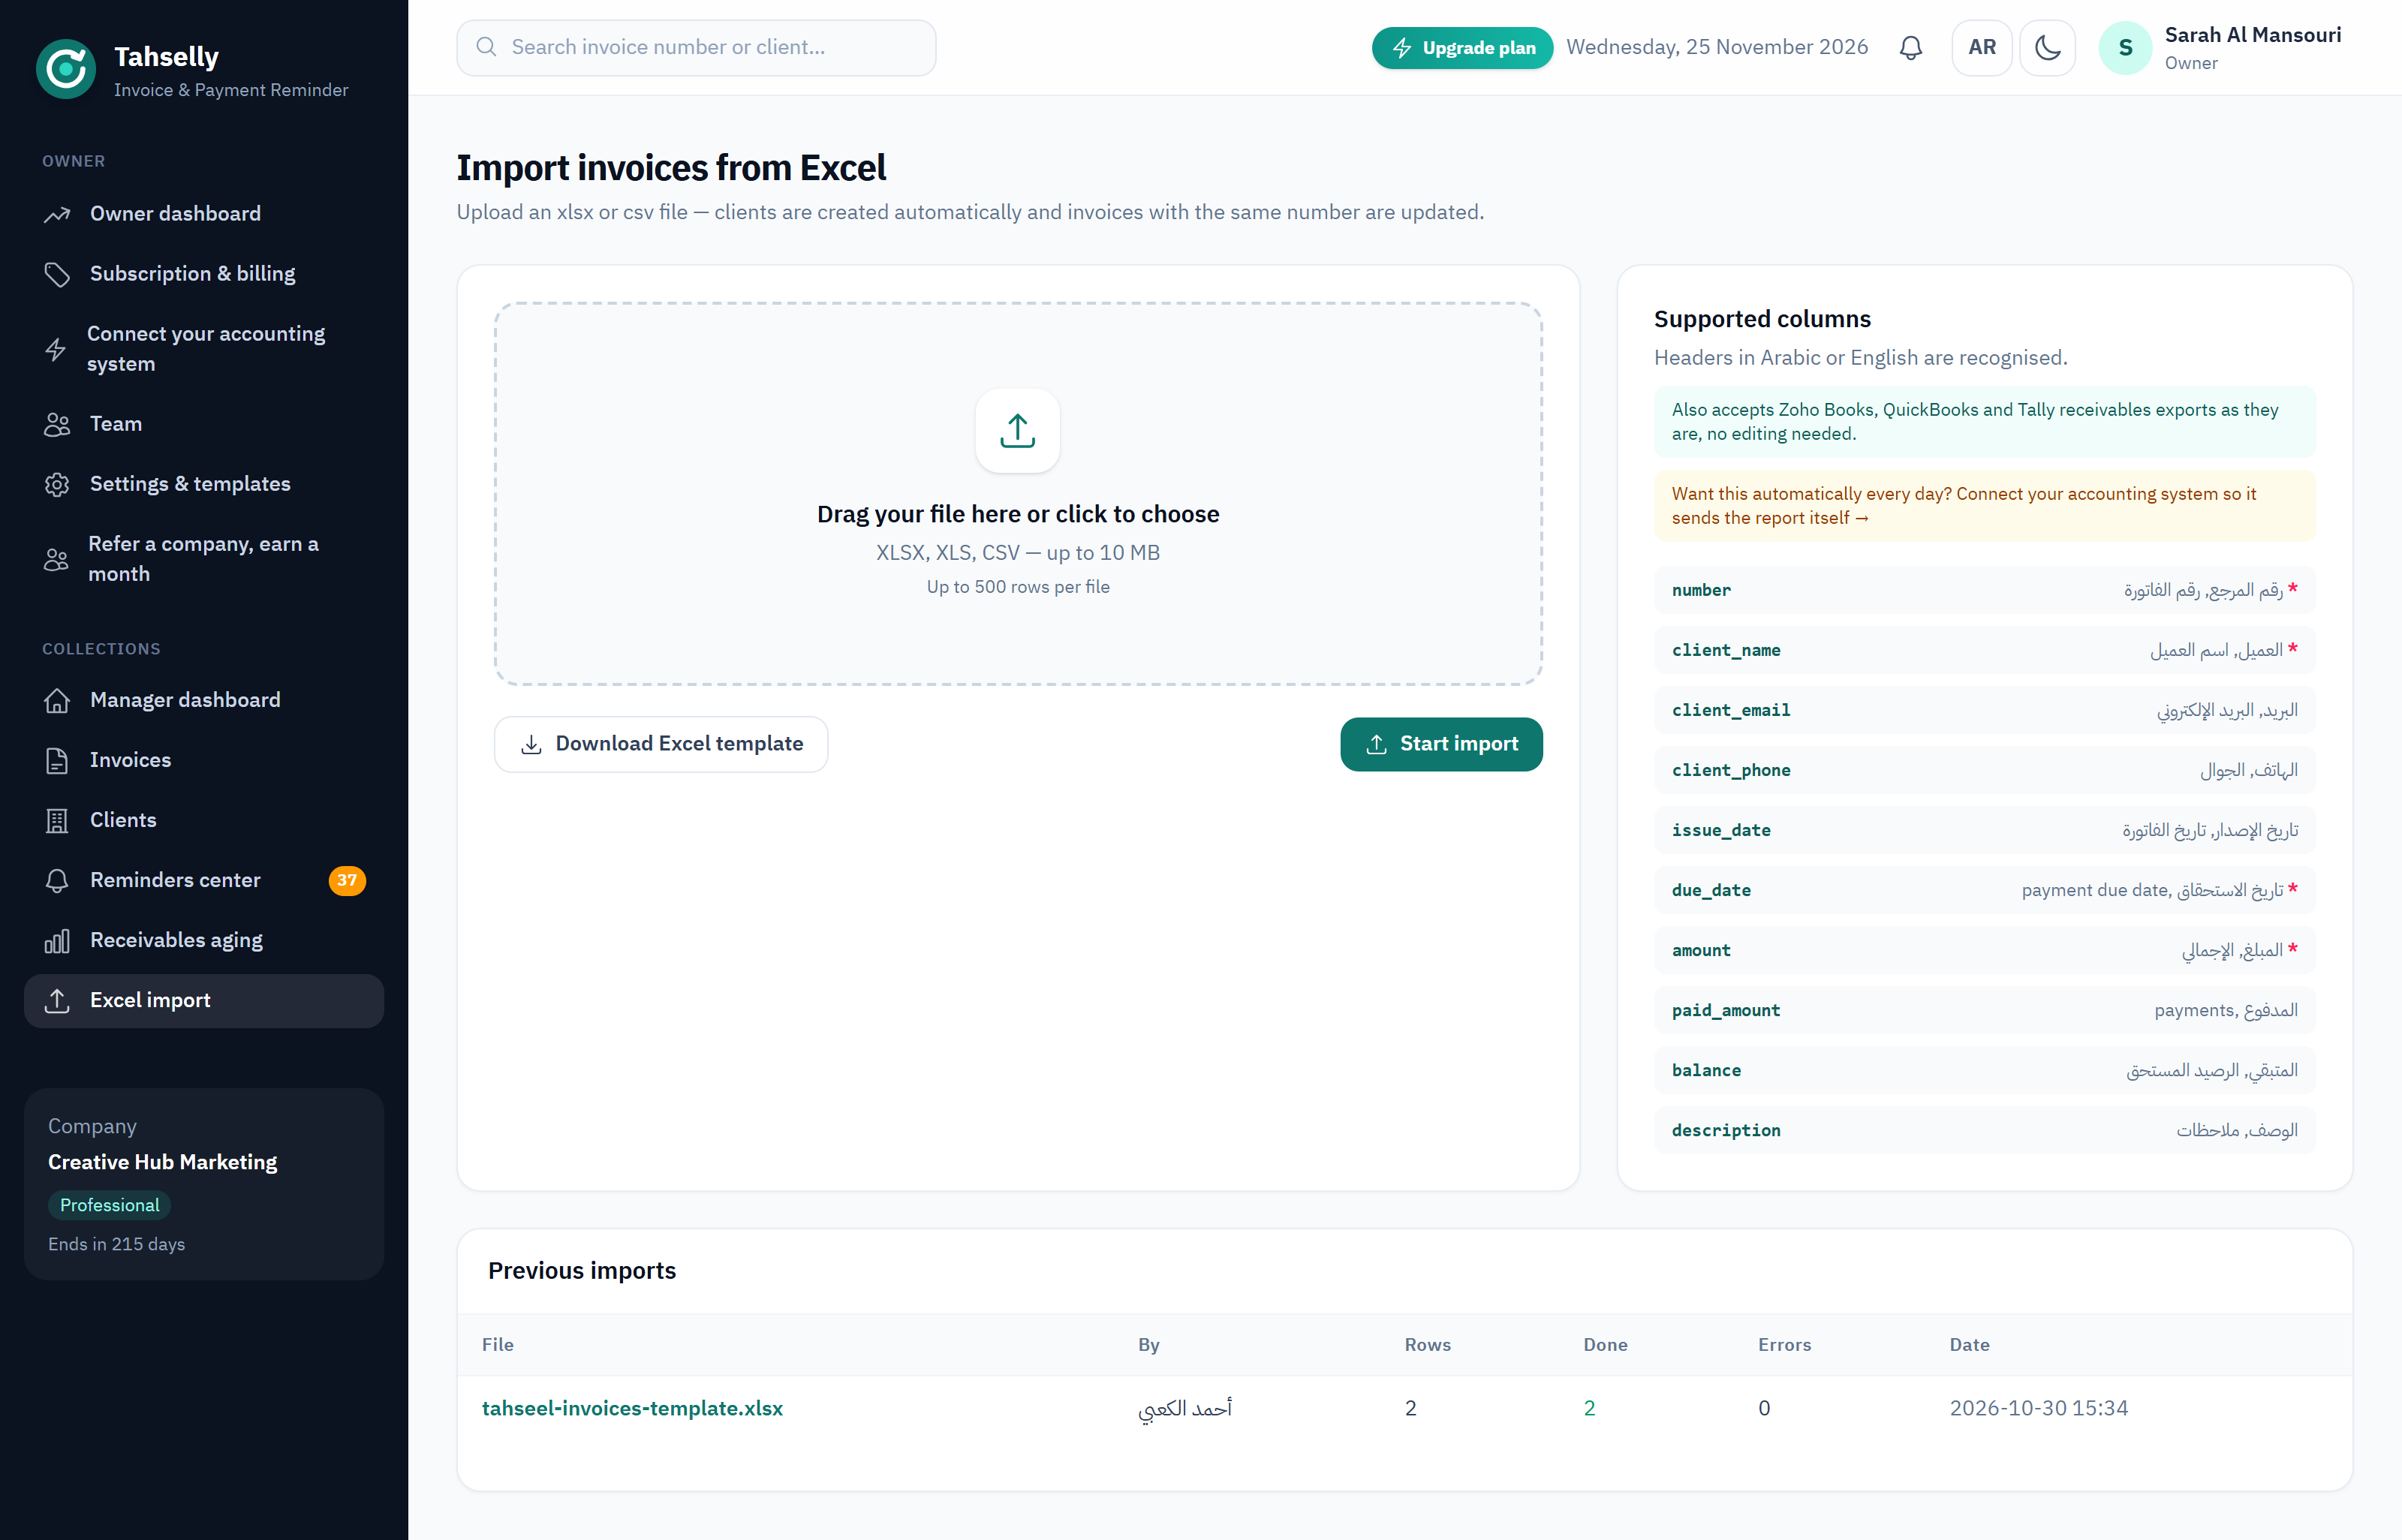 Tahselly
Invoice & Payment Reminder
OWNER
Owner dashboard
Subscription & billing
Connect your accounting
system
Team
Settings & templates
Refer a company, earn a
month
COLLECTIONS
Manager dashboard
Invoices
Clients
Reminders center 37
Receivables aging
Excel import
Company
Creative Hub Marketing
Professional
Ends in 215 days
Search invoice number or client...
Upgrade plan
Wednesday, 25 November 2026
AR
S
Sarah Al Mansouri
Owner
Import invoices from Excel
Upload an xlsx or csv file — clients are created automatically and invoices with the same number are updated.
Drag your file here or click to choose
XLSX, XLS, CSV — up to 10 MB
Up to 500 rows per file
Download Excel template
Start import
Supported columns
Headers in Arabic or English are recognised.
Also accepts Zoho Books, QuickBooks and Tally receivables exports as they
are, no editing needed.
Want this automatically every day? Connect your accounting system so it
sends the report itself →
number رقم المرجع, رقم الفاتورة *
client_name العميل, اسم العميل *
client_email البريد, البريد الإلكتروني
client_phone الهاتف, الجوال
issue_date تاريخ الإصدار, تاريخ الفاتورة
due_date payment due date, تاريخ الاستحقاق *
amount المبلغ, الإجمالي *
paid_amount payments, المدفوع
balance المتبقي, الرصيد المستحق
description الوصف, ملاحظات
Previous imports
File By Rows Done Errors Date
tahseel-invoices-template.xlsx أحمد الكعبي 2 2 0 2026-10-30 15:34